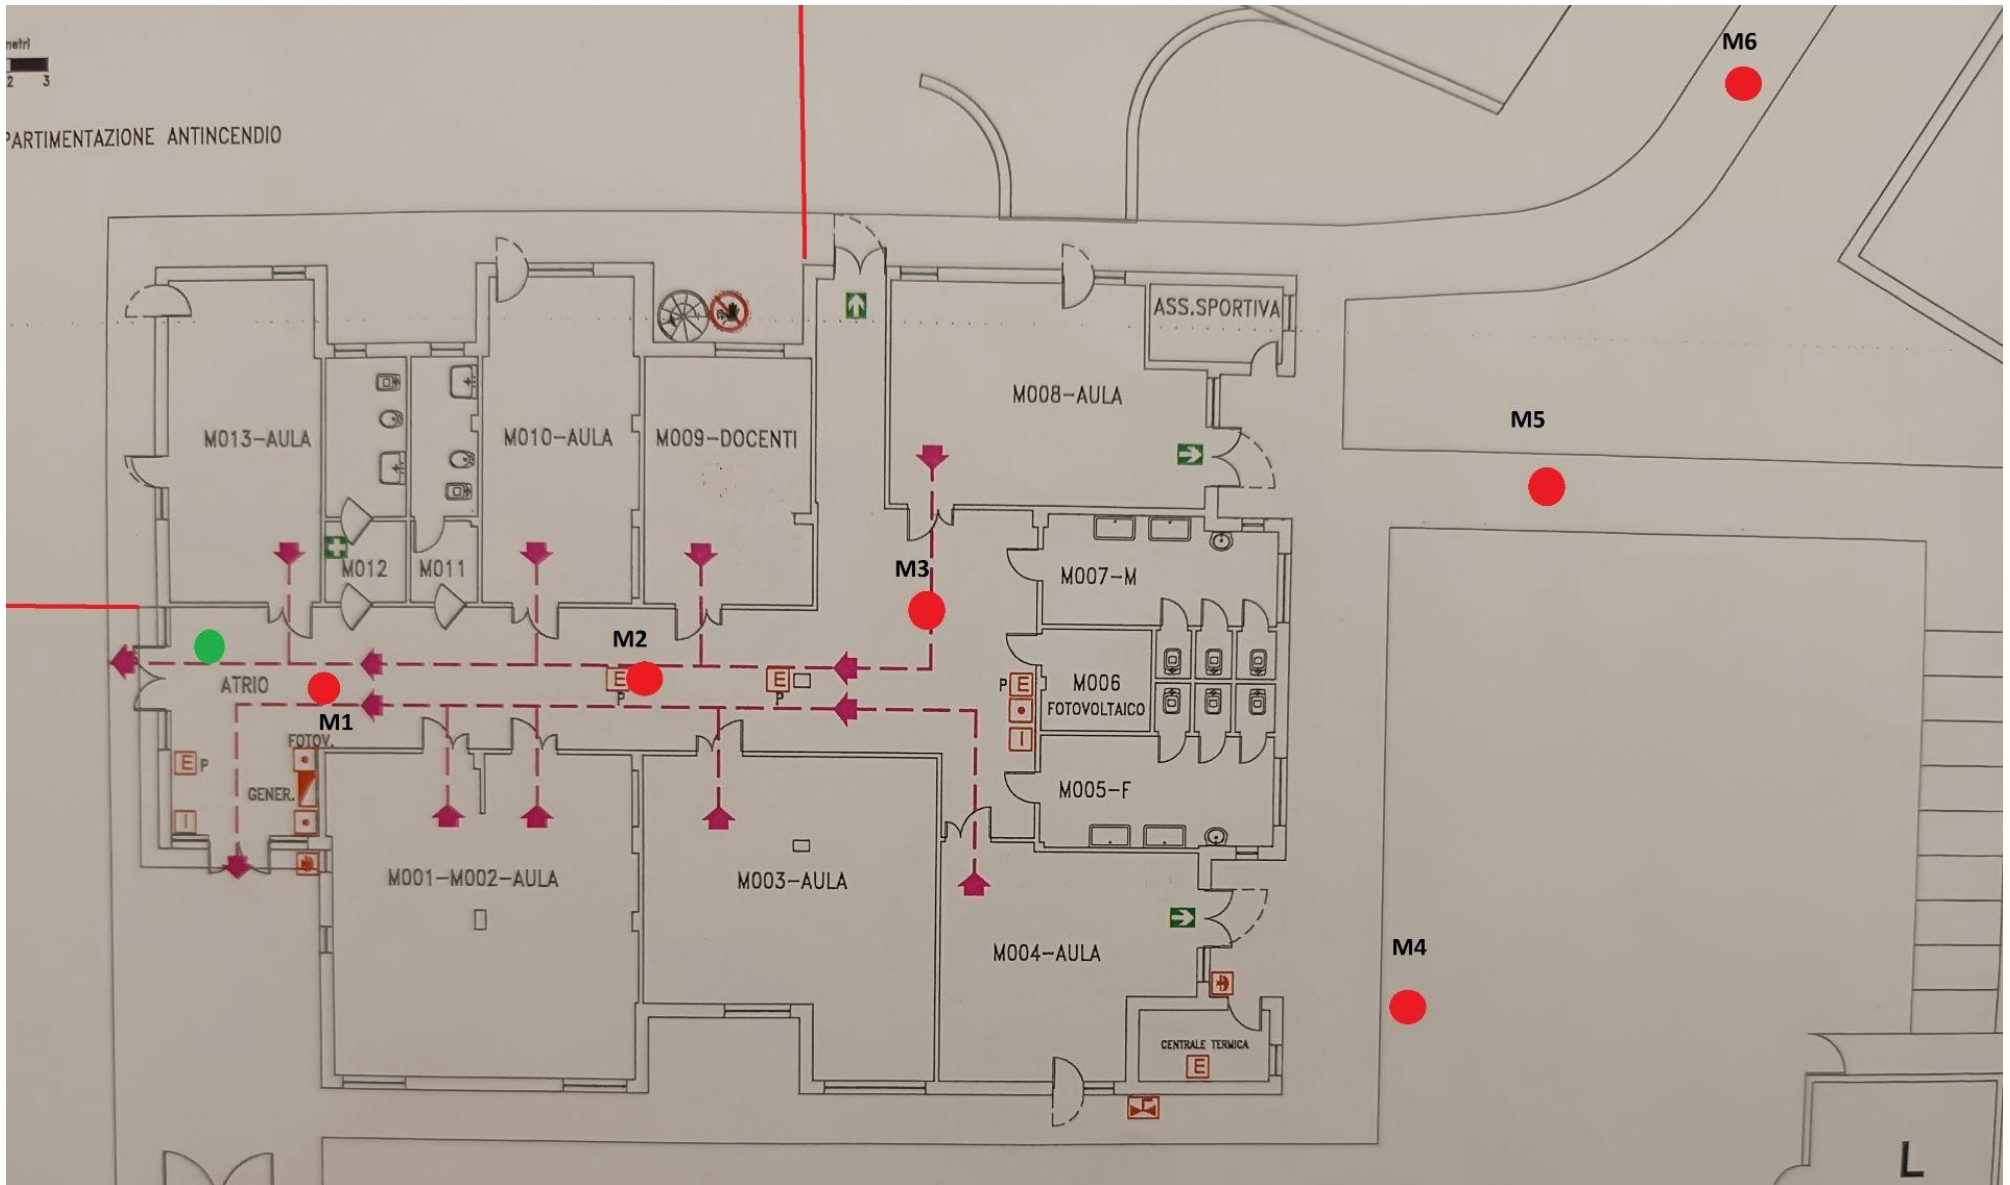 2 3
M6
PARTIMENTAZIONE ANTINCENDIO
ASS.SPORTIVA
M008-AULA
M5
M013-AULA
M010-AULA
M009-DOCENTI
M012
M011
M3
M007-M
M2
ATRIO
E
P
E
P
P E
M006
FOTOVOLTAICO
M1
FOTOV.
E P
I
GENER.
I
M005-F
M001-M002-AULA
M003-AULA
M004-AULA
M4
CENTRALE TERMICA
E
L